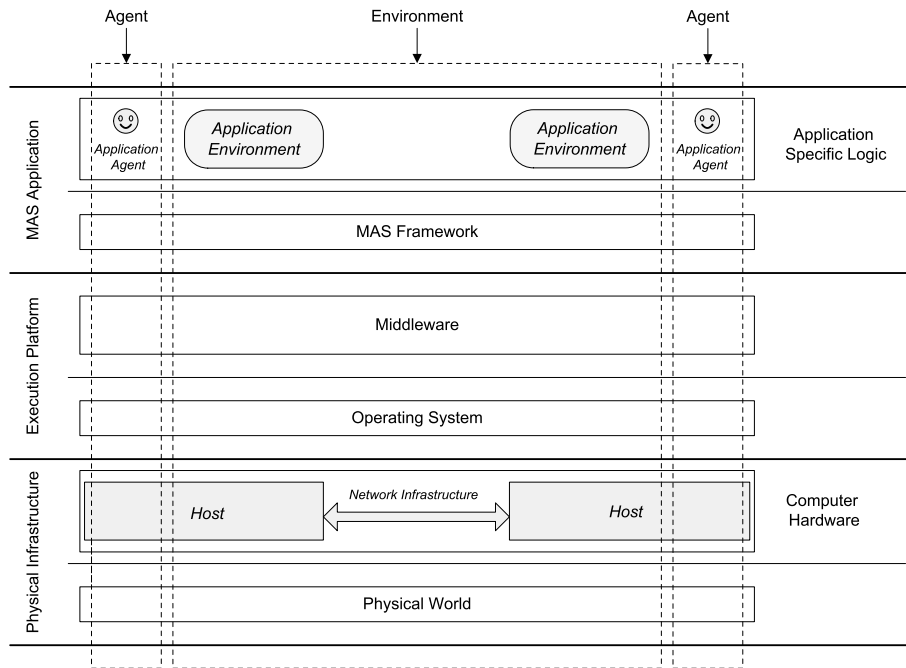 Agent
Environment
Agent
MAS Application
Application
Agent
Application
Environment
Application
Environment
Application
Agent
Application
Specific Logic
MAS Framework
Execution Platform
Middleware
Operating System
Physical Infrastructure
Host
Network Infrastructure
Host
Computer
Hardware
Physical World